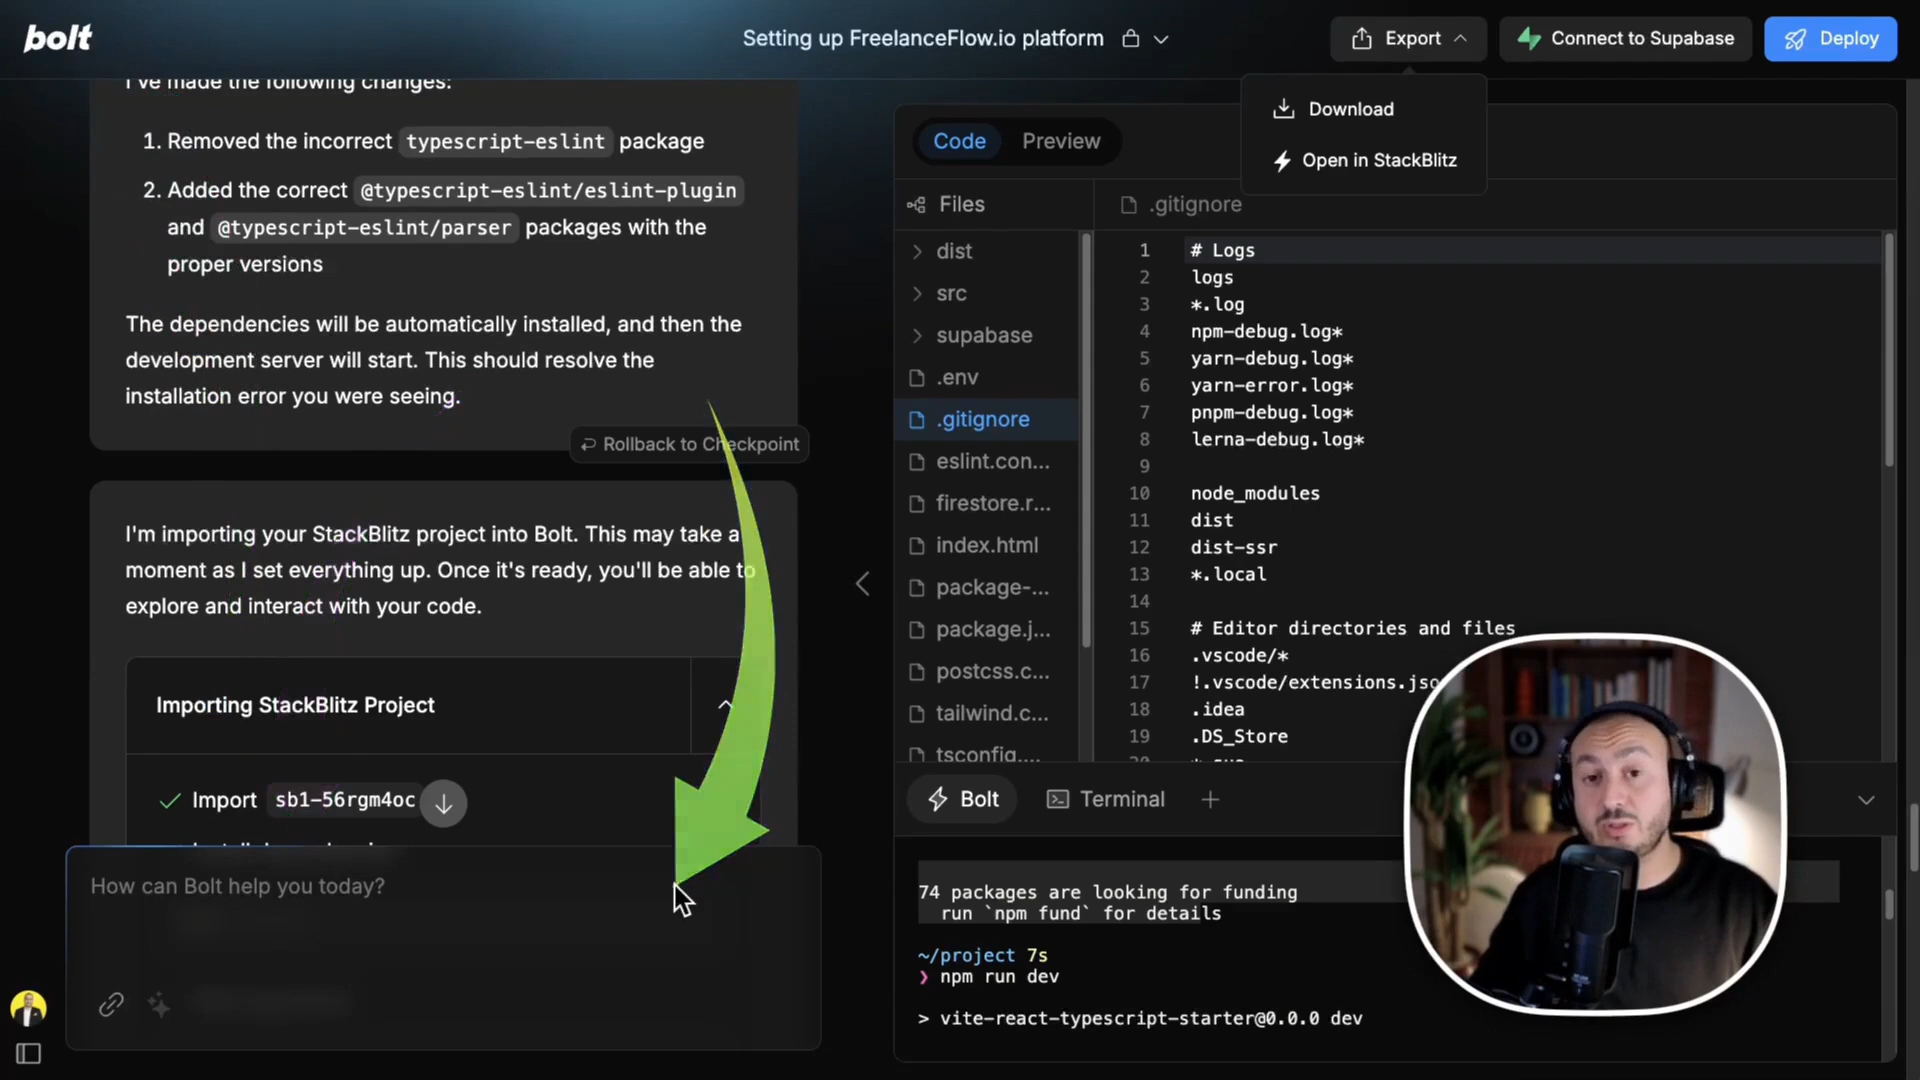 bolt
Setting up FreelanceFlow.io platform
Export
Connect to Supabase
Deploy
Download
Open in StackBlitz
I've made the following changes:
1. Removed the incorrect typescript-eslint package
2. Added the correct @typescript-eslint/eslint-plugin
and @typescript-eslint/parser packages with the
proper versions
The dependencies will be automatically installed, and then the
development server will start. This should resolve the
installation error you were seeing.
Rollback to Checkpoint
I'm importing your StackBlitz project into Bolt. This may take a
moment as I set everything up. Once it's ready, you'll be able to
explore and interact with your code.
Importing StackBlitz Project
Import sb1-56rgm4oc
How can Bolt help you today?
Code
Preview
Files
dist
src
supabase
.env
.gitignore
eslint.con...
firestore.r...
index.html
package-...
package.j...
postcss.c...
tailwind.c...
tsconfig....
.gitignore
1 # Logs
2 logs
3 *.log
4 npm-debug.log*
5 yarn-debug.log*
6 yarn-error.log*
7 pnpm-debug.log*
8 lerna-debug.log*
9
10 node_modules
11 dist
12 dist-ssr
13 *.local
14
15 # Editor directories and files
16 .vscode/*
17 !.vscode/extensions.jso
18 .idea
19 .DS_Store
Bolt
Terminal
74 packages are looking for funding
run `npm fund` for details
~/project 7s
❯ npm run dev
> vite-react-typescript-starter@0.0.0 dev